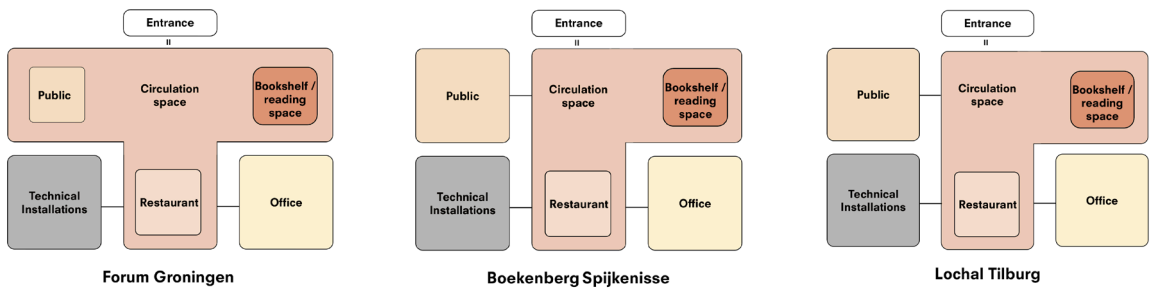 Entrance
Public
Circulation
space
Bookshelf /
reading
space
Technical
Installations
Restaurant
Office
Forum Groningen
Entrance
Public
Circulation
space
Bookshelf /
reading
space
Technical
Installations
Restaurant
Office
Boekenberg Spijkenisse
Entrance
Public
Circulation
space
Bookshelf /
reading
space
Technical
Installations
Restaurant
Office
Lochal Tilburg